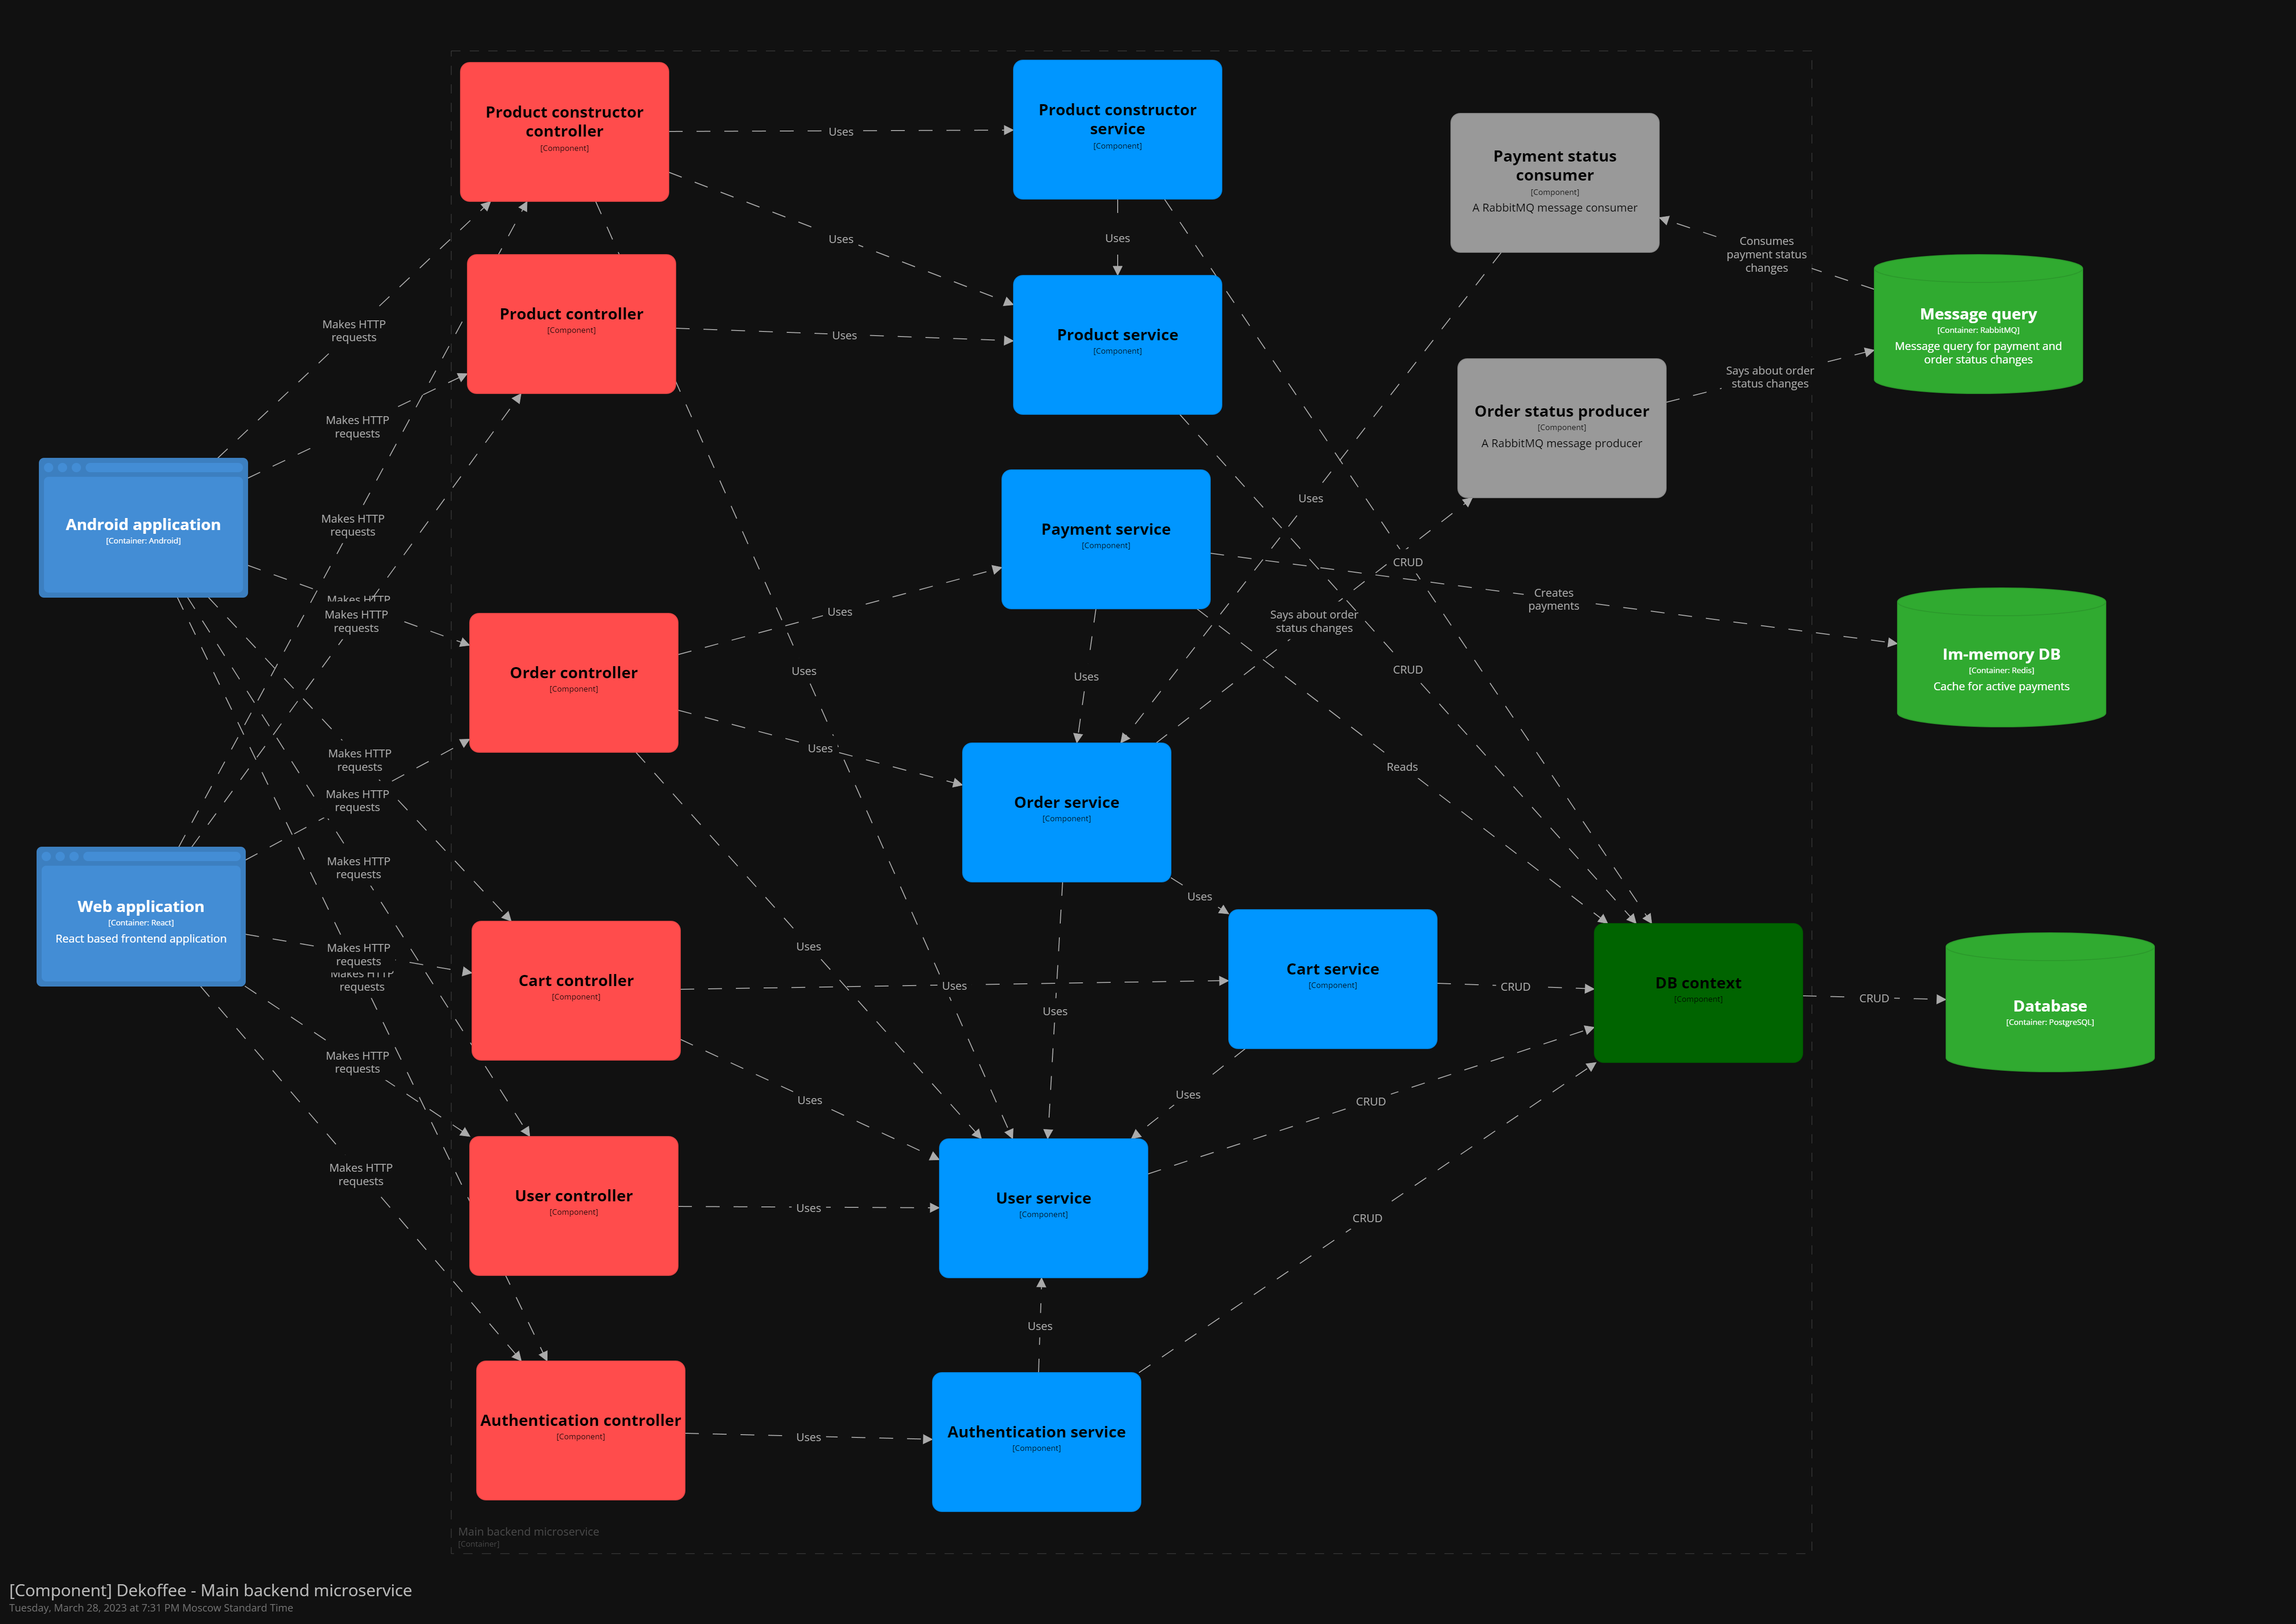 Product constructor
controller
[Component]
Product constructor
service
[Component]
Payment status
consumer
[Component]
A RabbitMQ message consumer
Uses
Uses
Uses
Consumes
payment status
changes
Product controller
[Component]
Product service
[Component]
Message query
[Container: RabbitMQ]
Message query for payment and
order status changes
Makes HTTP
requests
Uses
Says about order
status changes
Order status producer
[Component]
A RabbitMQ message producer
Makes HTTP
requests
Android application
[Container: Android]
Makes HTTP
requests
Uses
Payment service
[Component]
CRUD
Creates
payments
Makes HTTP
Makes HTTP
requests
Uses
Says about order
status changes
Im-memory DB
[Container: Redis]
Cache for active payments
Order controller
[Component]
Uses
Uses
CRUD
Makes HTTP
requests
Uses
Reads
Makes HTTP
requests
Order service
[Component]
Makes HTTP
requests
Uses
Web application
[Container: React]
React based frontend application
Makes HTTP
requests
Makes HTTP
requests
Uses
Cart controller
[Component]
Uses
Cart service
[Component]
CRUD
DB context
[Component]
CRUD
Database
[Container: PostgreSQL]
Uses
Makes HTTP
requests
Uses
Uses
CRUD
Makes HTTP
requests
User controller
[Component]
Uses
User service
[Component]
CRUD
Uses
Authentication controller
[Component]
Uses
Authentication service
[Component]
Main backend microservice
[Container]
[Component] Dekoffee - Main backend microservice
Tuesday, March 28, 2023 at 7:31 PM Moscow Standard Time